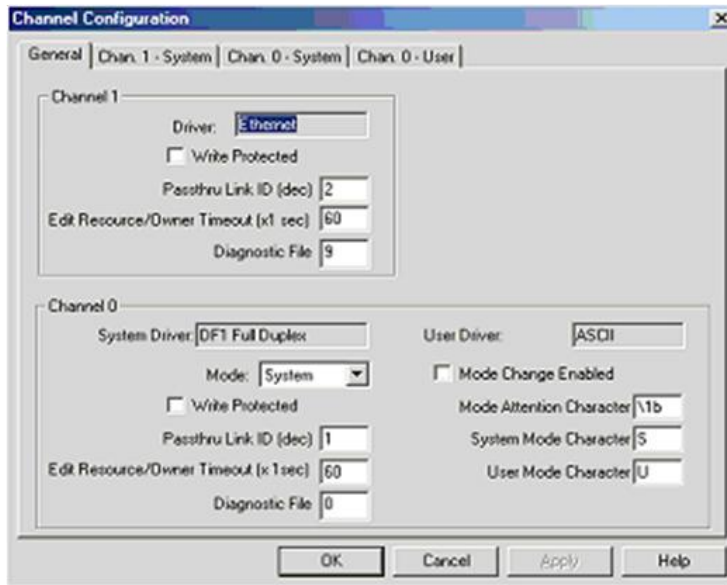 Channel Configuration
General
Chan. 1 - System
Chan. 0 - System
Chan. 0 - User
Channel 1
Driver: Ethernet
Write Protected
Passthru Link ID (dec) 2
Edit Resource/Owner Timeout (x1 sec) 60
Diagnostic File 9
Channel 0
System Driver: DF1 Full Duplex
User Driver: ASCII
Mode: System
Mode Change Enabled
Write Protected
Mode Attention Character \1b
Passthru Link ID (dec) 1
System Mode Character S
Edit Resource/Owner Timeout (x1sec) 60
User Mode Character U
Diagnostic File 0
OK
Cancel
Apply
Help